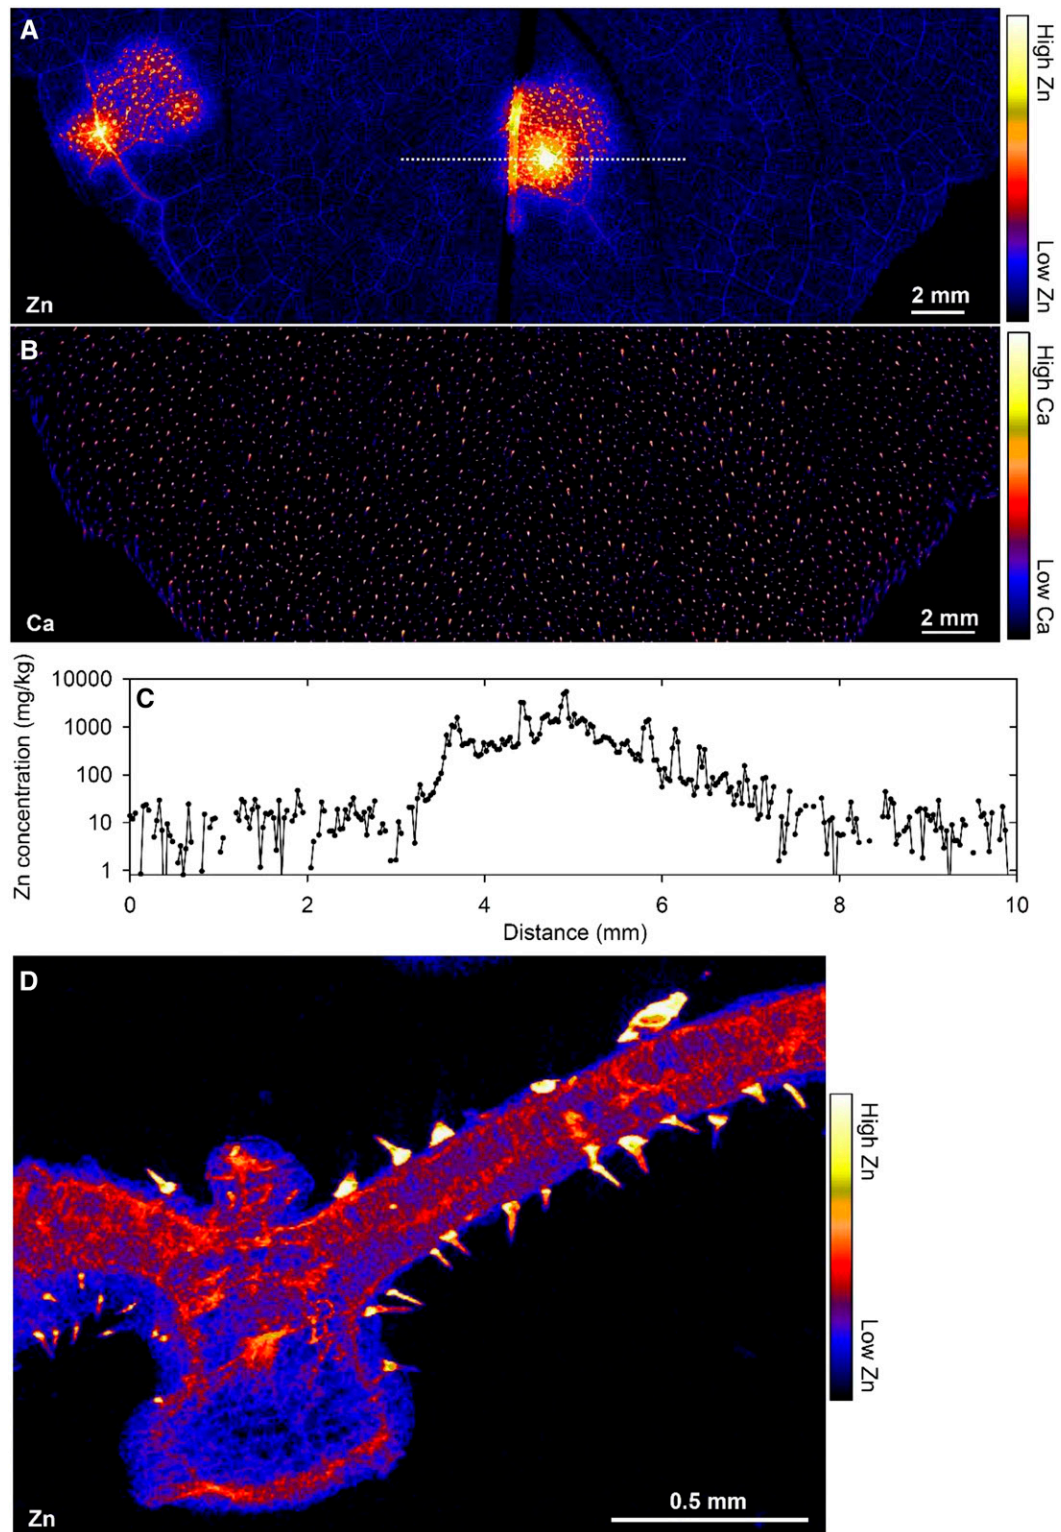 A
High Zn
Low Zn
Zn
2 mm
B
High Ca
Low Ca
Ca
2 mm
C
Zn concentration (mg/kg)
10000
1000
100
10
1
0 2 4 6 8 10
Distance (mm)
D
High Zn
Low Zn
0.5 mm
Zn